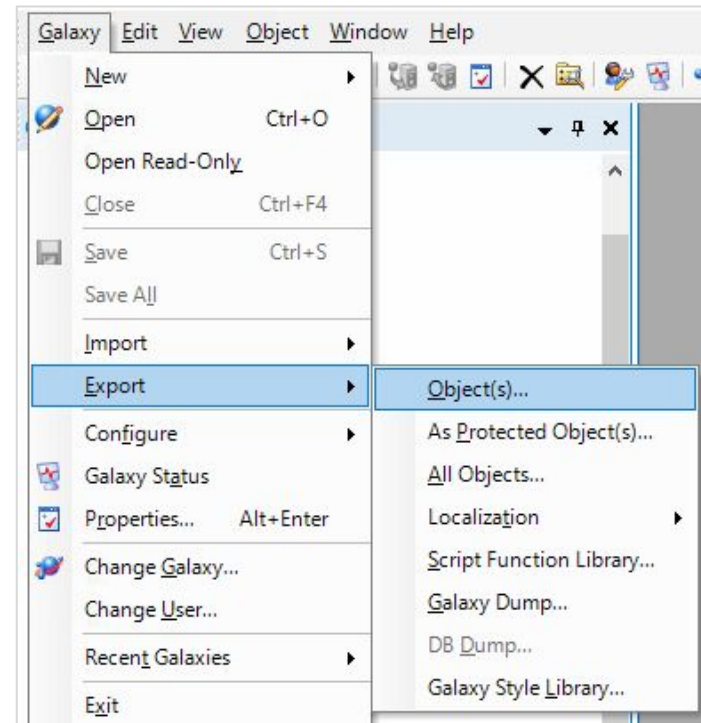 Galaxy Edit View Object Window Help
New
Open Ctrl+O
Open Read-Only
Close Ctrl+F4
Save Ctrl+S
Save All
Import
Export
Configure
Galaxy Status
Properties... Alt+Enter
Change Galaxy...
Change User...
Recent Galaxies
Exit
Object(s)...
As Protected Object(s)...
All Objects...
Localization
Script Function Library...
Galaxy Dump...
DB Dump...
Galaxy Style Library...